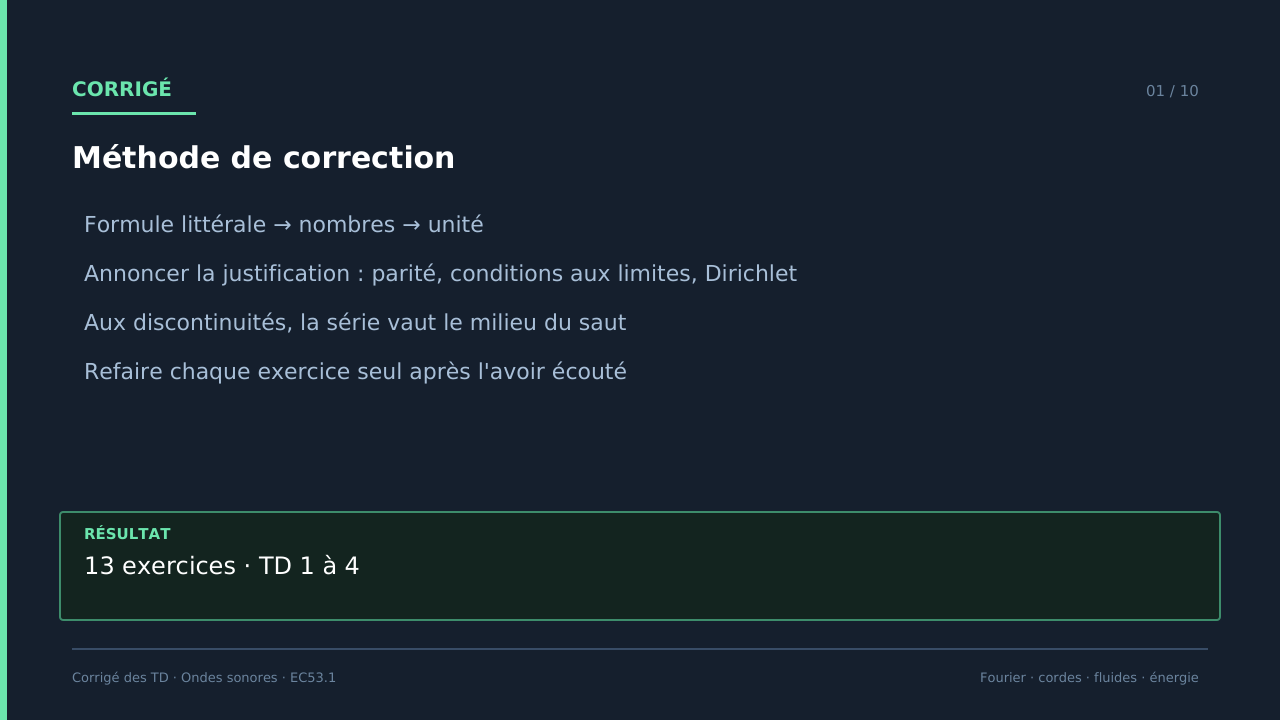 CORRIGÉ
01 / 10
Méthode de correction
Formule littérale → nombres → unité
Annoncer la justification : parité, conditions aux limites, Dirichlet
Aux discontinuités, la série vaut le milieu du saut
Refaire chaque exercice seul après l'avoir écouté
RÉSULTAT
13 exercices · TD 1 à 4
Corrigé des TD · Ondes sonores · EC53.1
Fourier · cordes · fluides · énergie